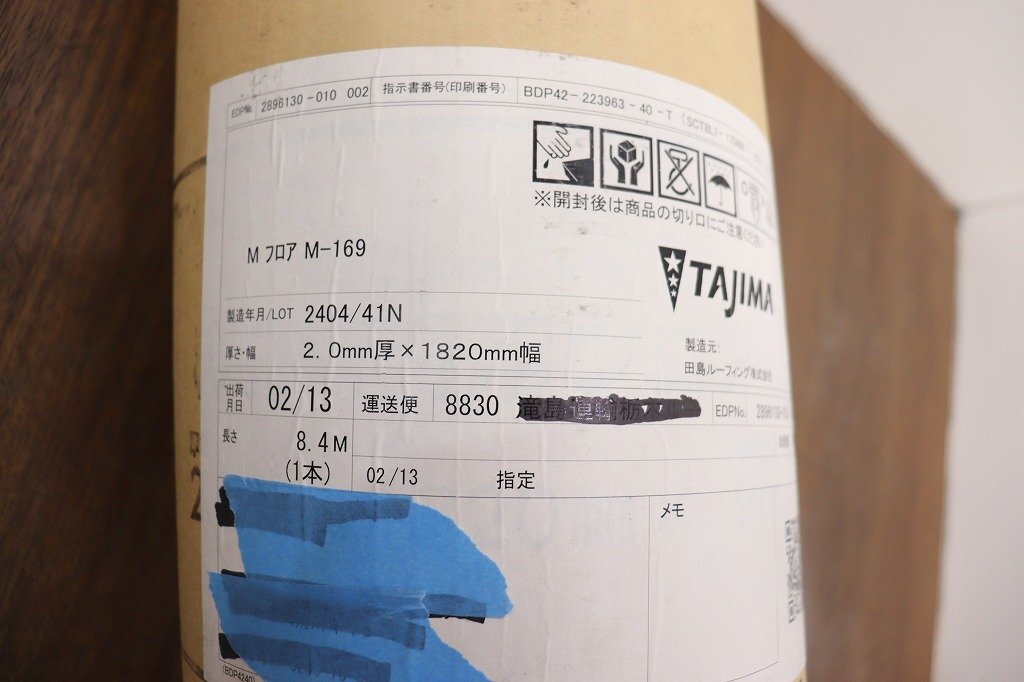 EDPNo. 2896130-010 002 指示書番号(印刷番号) BDP42-223963-40-T
※開封後は商品の切り口にご注意ください
M フロア M-169
TAJIMA
製造年月/LOT 2404/41N
製造元:
厚さ・幅 2.0mm厚×1820mm幅
田島ルーフィング株式会社
出荷月日 02/13 運送便 8830 EDPNo.
長さ 8.4M
(1本) 02/13 指定
メモ
(BDP4240)